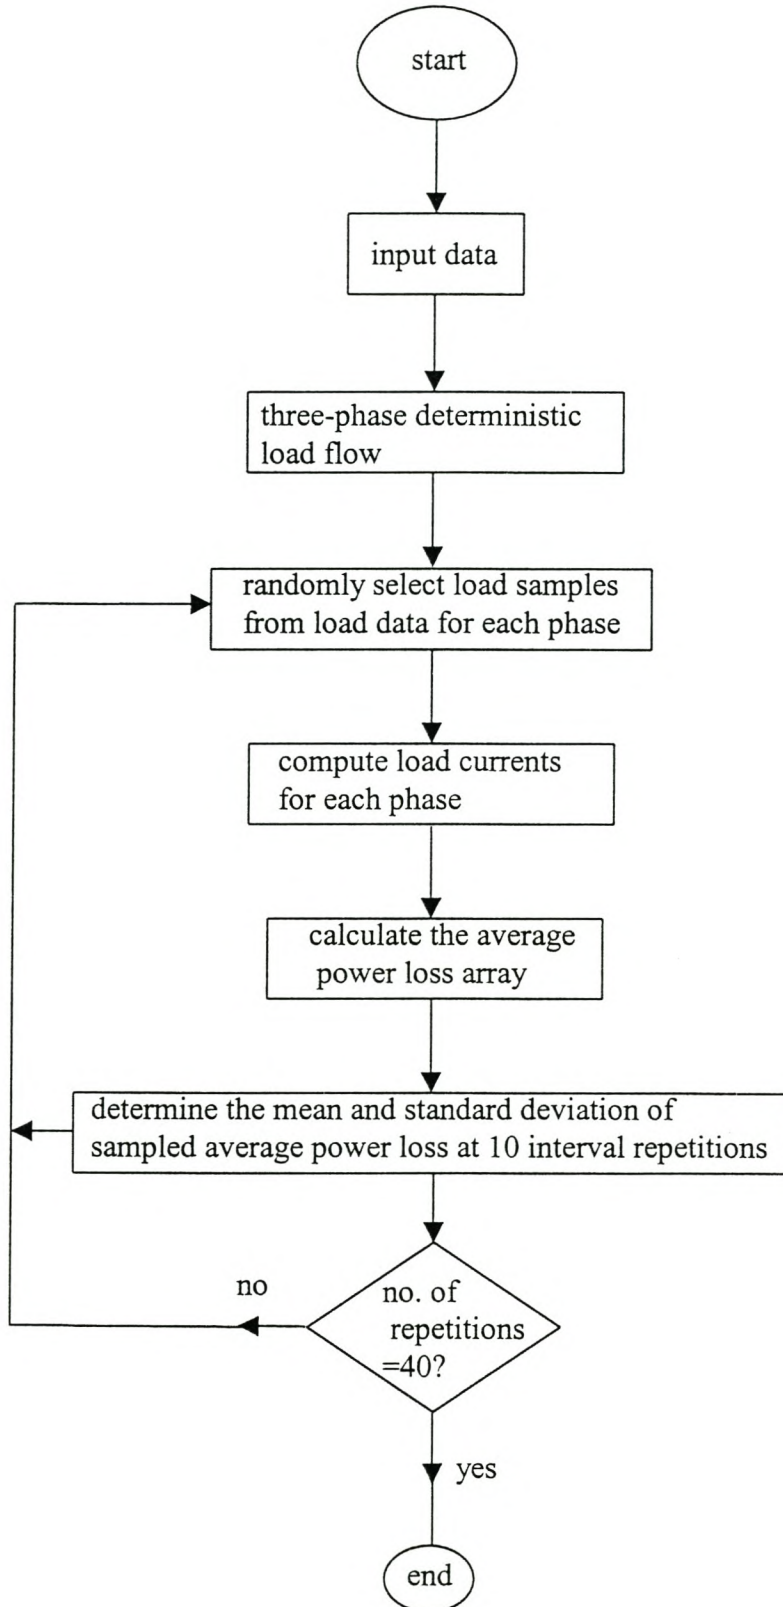 start
input data
three-phase deterministic
load flow
randomly select load samples
from load data for each phase
compute load currents
for each phase
calculate the average
power loss array
determine the mean and standard deviation of
sampled average power loss at 10 interval repetitions
no
no. of
repetitions
=40?
yes
end